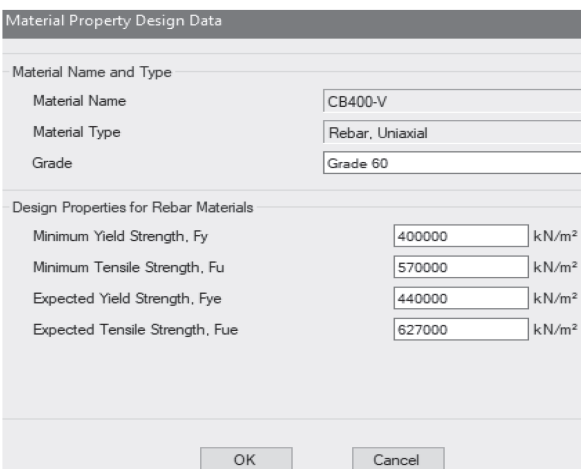 Material Property Design Data
Material Name and Type
Material Name CB400-V
Material Type Rebar, Uniaxial
Grade Grade 60
Design Properties for Rebar Materials
Minimum Yield Strength, Fy 400000 kN/m²
Minimum Tensile Strength, Fu 570000 kN/m²
Expected Yield Strength, Fye 440000 kN/m²
Expected Tensile Strength, Fue 627000 kN/m²
OK Cancel